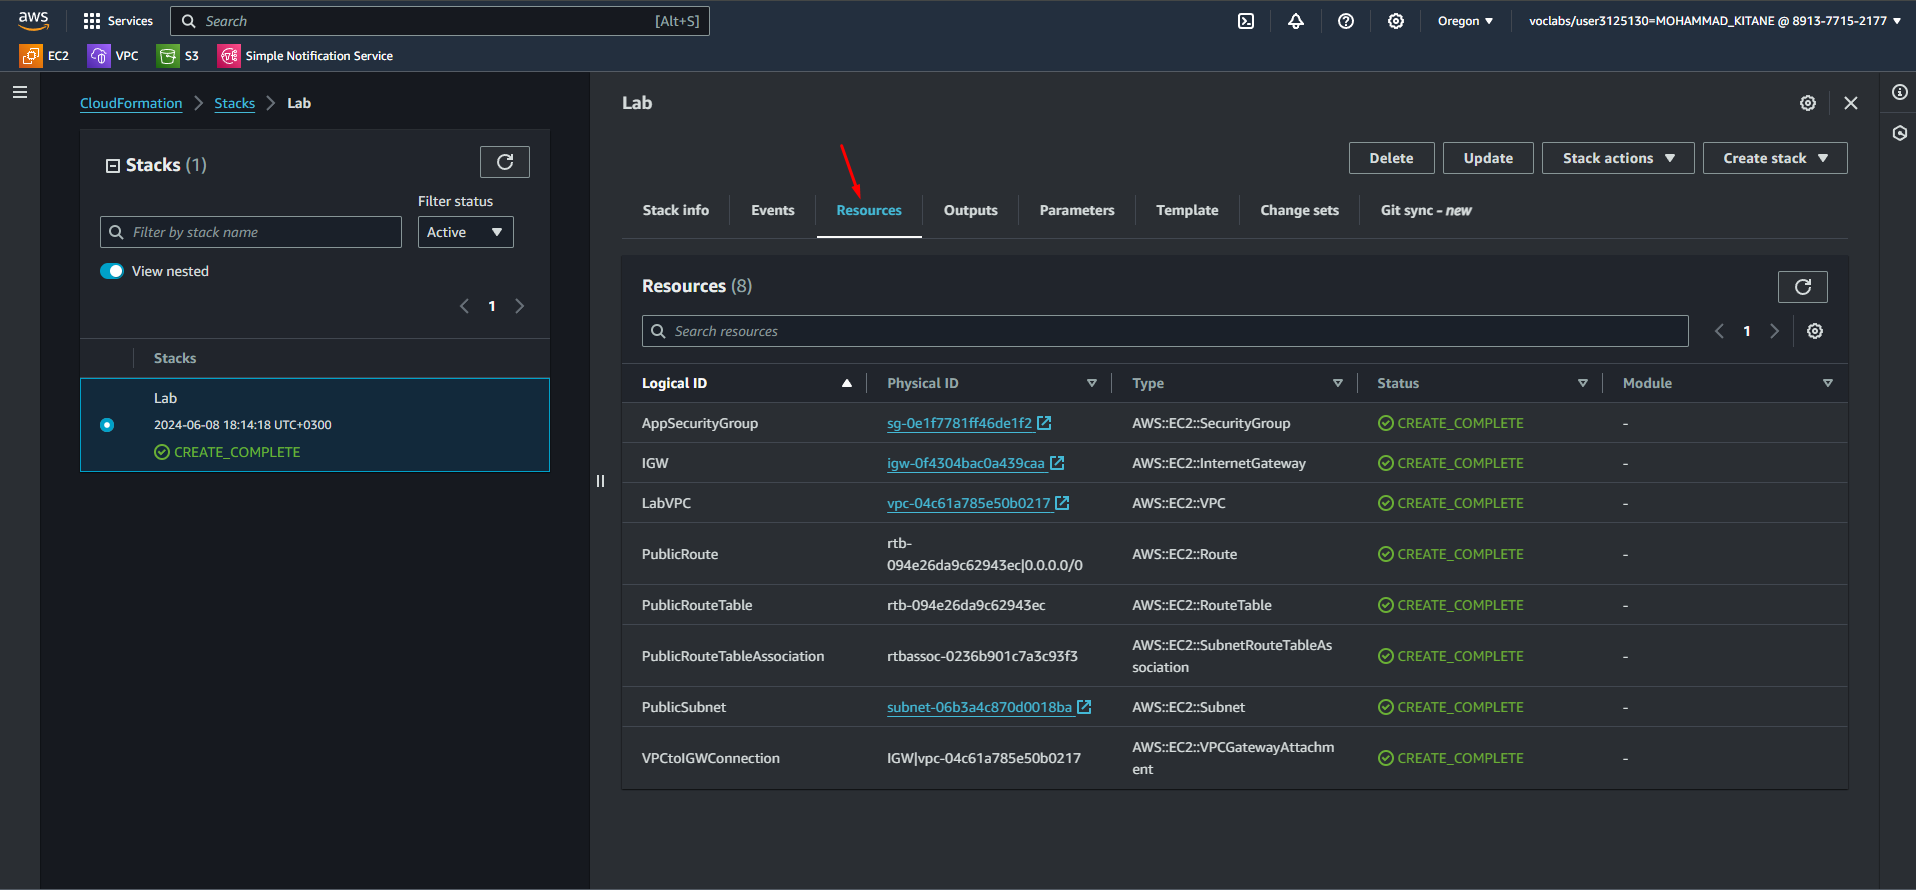 aws
Services
Search
[Alt+S]
Oregon
voclabs/user3125130=MOHAMMAD_KITANE @ 8913-7715-2177
EC2
VPC
S3
Simple Notification Service
CloudFormation
Stacks
Lab
Stacks (1)
Filter status
Filter by stack name
Active
View nested
1
Stacks
Lab
2024-06-08 18:14:18 UTC+0300
CREATE_COMPLETE
Lab
Delete
Update
Stack actions
Create stack
Stack info
Events
Resources
Outputs
Parameters
Template
Change sets
Git sync - new
Resources (8)
Search resources
1
Logical ID
Physical ID
Type
Status
Module
AppSecurityGroup
sg-0e1f7781ff46de1f2
AWS::EC2::SecurityGroup
CREATE_COMPLETE
-
IGW
igw-0f4304bac0a439caa
AWS::EC2::InternetGateway
CREATE_COMPLETE
-
LabVPC
vpc-04c61a785e50b0217
AWS::EC2::VPC
CREATE_COMPLETE
-
PublicRoute
rtb-
094e26da9c62943ec|0.0.0.0/0
AWS::EC2::Route
CREATE_COMPLETE
-
PublicRouteTable
rtb-094e26da9c62943ec
AWS::EC2::RouteTable
CREATE_COMPLETE
-
PublicRouteTableAssociation
rtbassoc-0236b901c7a3c93f3
AWS::EC2::SubnetRouteTableAs
sociation
CREATE_COMPLETE
-
PublicSubnet
subnet-06b3a4c870d0018ba
AWS::EC2::Subnet
CREATE_COMPLETE
-
VPCtoIGWConnection
IGW|vpc-04c61a785e50b0217
AWS::EC2::VPCGatewayAttachm
ent
CREATE_COMPLETE
-